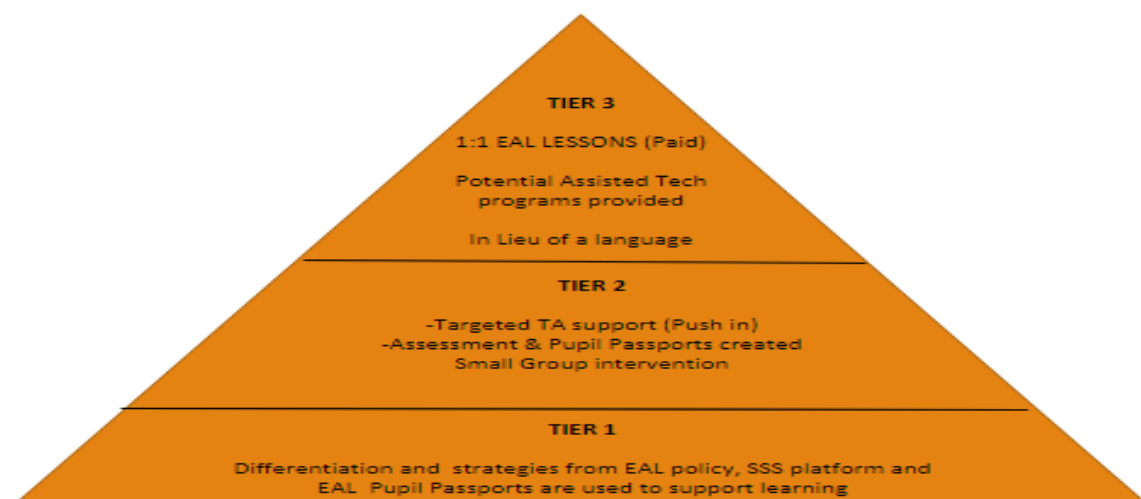 TIER 3
1:1 EAL LESSONS (Paid)
Potential Assisted Tech
programs provided
In Lieu of a language
TIER 2
-Targeted TA support (Push in)
-Assessment & Pupil Passports created
Small Group intervention
TIER 1
Differentiation and strategies from EAL policy, SSS platform and
EAL Pupil Passports are used to support learning